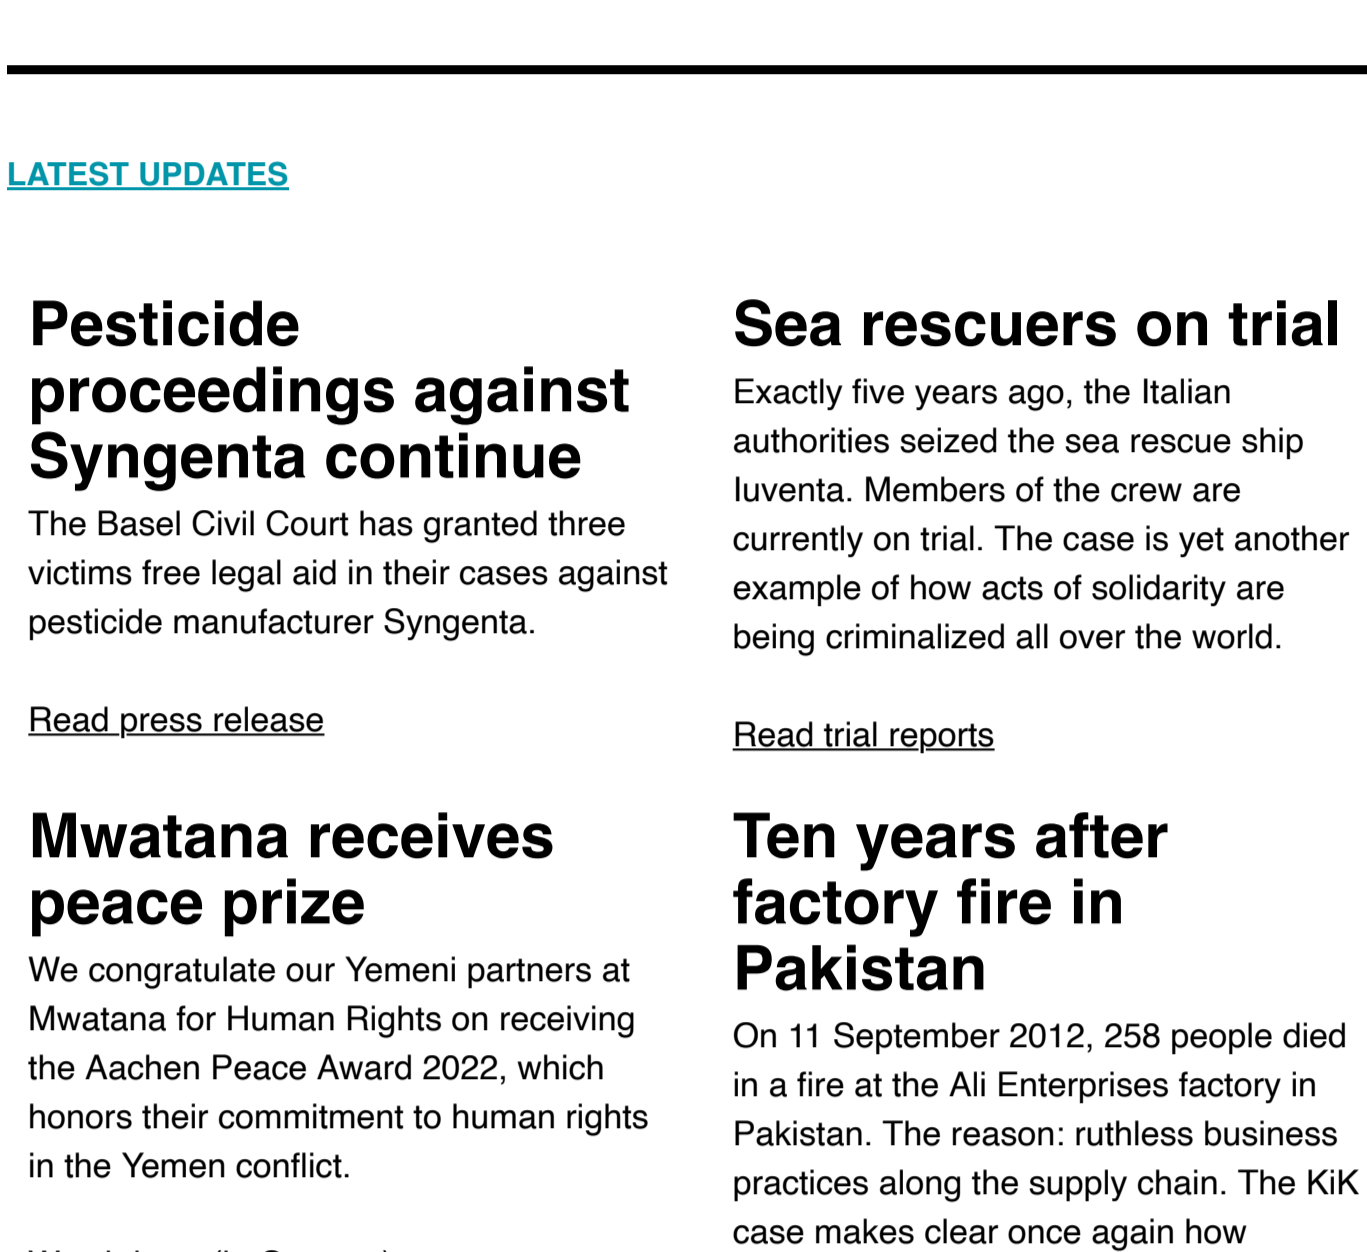 LATEST UPDATES
Pesticide
proceedings against
Syngenta continue
The Basel Civil Court has granted three
victims free legal aid in their cases against
pesticide manufacturer Syngenta.
Read press release
Sea rescuers on trial
Exactly five years ago, the Italian
authorities seized the sea rescue ship
Iuventa. Members of the crew are
currently on trial. The case is yet another
example of how acts of solidarity are
being criminalized all over the world.
Read trial reports
Mwatana receives
peace prize
We congratulate our Yemeni partners at
Mwatana for Human Rights on receiving
the Aachen Peace Award 2022, which
honors their commitment to human rights
in the Yemen conflict.
Ten years after
factory fire in
Pakistan
On 11 September 2012, 258 people died
in a fire at the Ali Enterprises factory in
Pakistan. The reason: ruthless business
practices along the supply chain. The KiK
case makes clear once again how